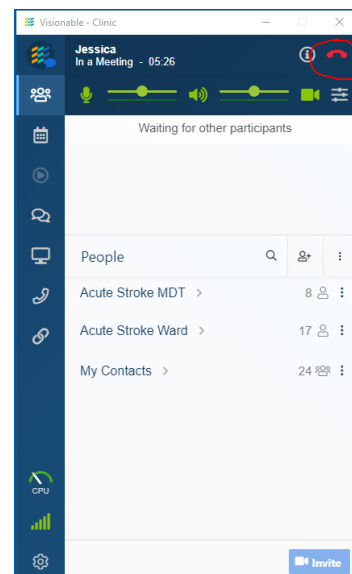 Visionable - Clinic
Jessica
In a Meeting - 05:26
Waiting for other participants
People
Acute Stroke MDT > 8
Acute Stroke Ward > 17
My Contacts > 24
CPU
Invite